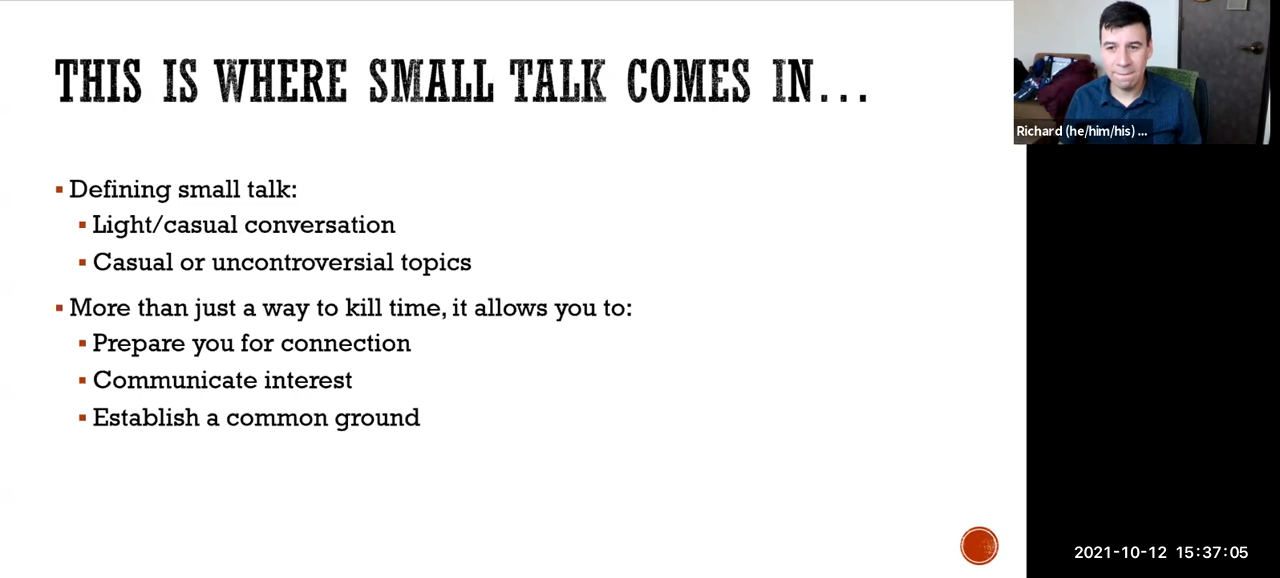 THIS IS WHERE SMALL TALK COMES IN...
Richard (he/him/his) ...
▪ Defining small talk:
▪ Light/casual conversation
▪ Casual or uncontroversial topics
▪ More than just a way to kill time, it allows you to:
▪ Prepare you for connection
▪ Communicate interest
▪ Establish a common ground
2021-10-12 15:37:05